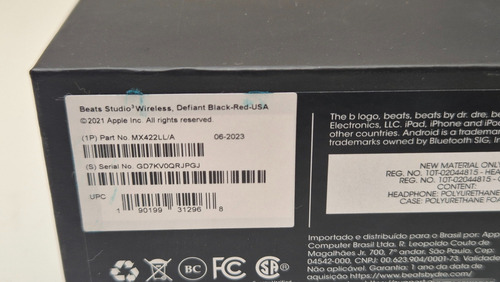 Beats Studio³ Wireless, Defiant Black-Red-USA
©2021 Apple Inc. All rights reserved.
(1P) Part No. MX422LL/A 06-2023
(S) Serial No. GD7KV0QRJPGJ
UPC
1 90199 31296 8
BC FC
The b logo, beats, beats by dr. dre, be
Electronics, LLC. iPad, iPhone and iPod
other countries. Android is a tradema
trademarks owned by Bluetooth SIG, In
NEW MATERIAL ONL
REG. NO. 10T-02044815 - HEA
REG. NO. 10T-02044815 - C
CONTENT:
HEADPHONE: POLYURETHANE
CASE: POLYURETHANE FOA
Importado e distribuído para o Brasil por: App
Computer Brasil Ltda. R. Leopoldo Couto de
Magalhães Jr, 700, 7º andar, São Paulo,
04542-000. CNPJ: 00.623.904/0001-73. Va
não aplicável. Garantia: 1 ano da data de
aquisição https://www.beatsbydre.com/